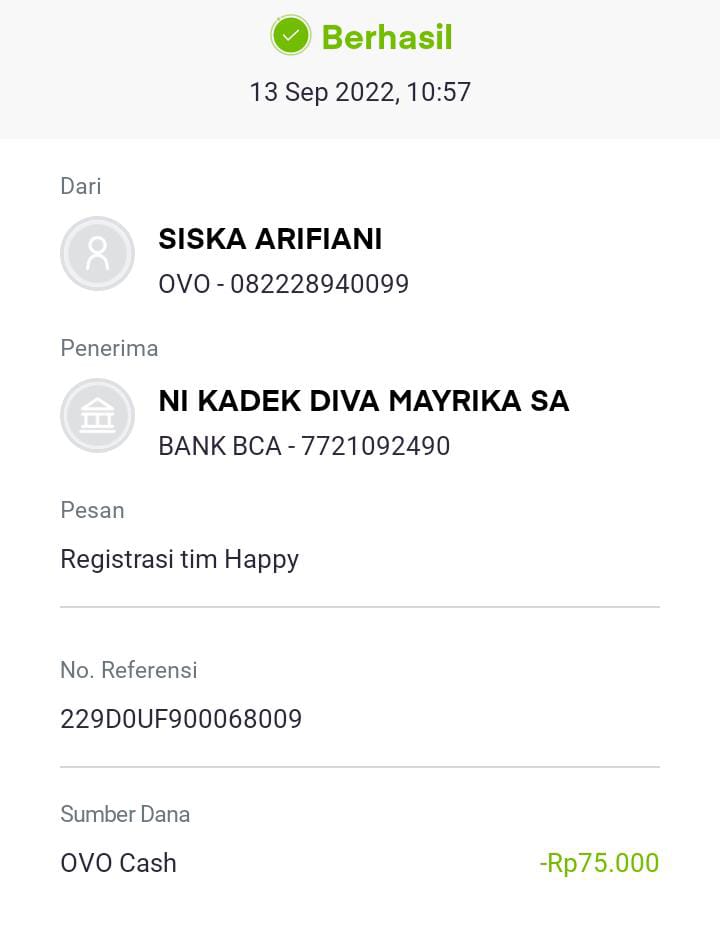 Berhasil
13 Sep 2022, 10:57
Dari
SISKA ARIFIANI
OVO - 082228940099
Penerima
NI KADEK DIVA MAYRIKA SA
BANK BCA - 7721092490
Pesan
Registrasi tim Happy
No. Referensi
229D0UF900068009
Sumber Dana
OVO Cash -Rp75.000